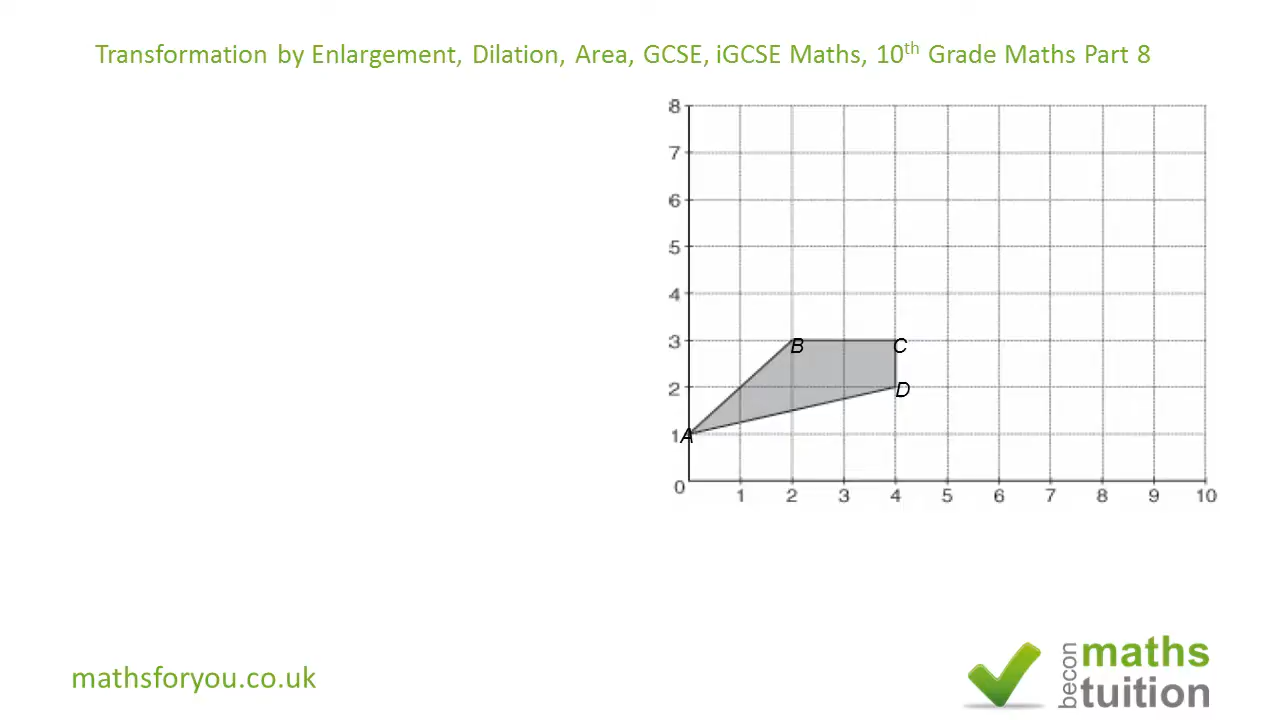 Transformation by Enlargement, Dilation, Area, GCSE, iGCSE Maths, 10th Grade Maths Part 8
8
7
6
5
4
3
B C
2
D
1
A
0
1 2 3 4 5 6 7 8 9 10
mathsforyou.co.uk
becon
maths
tuition